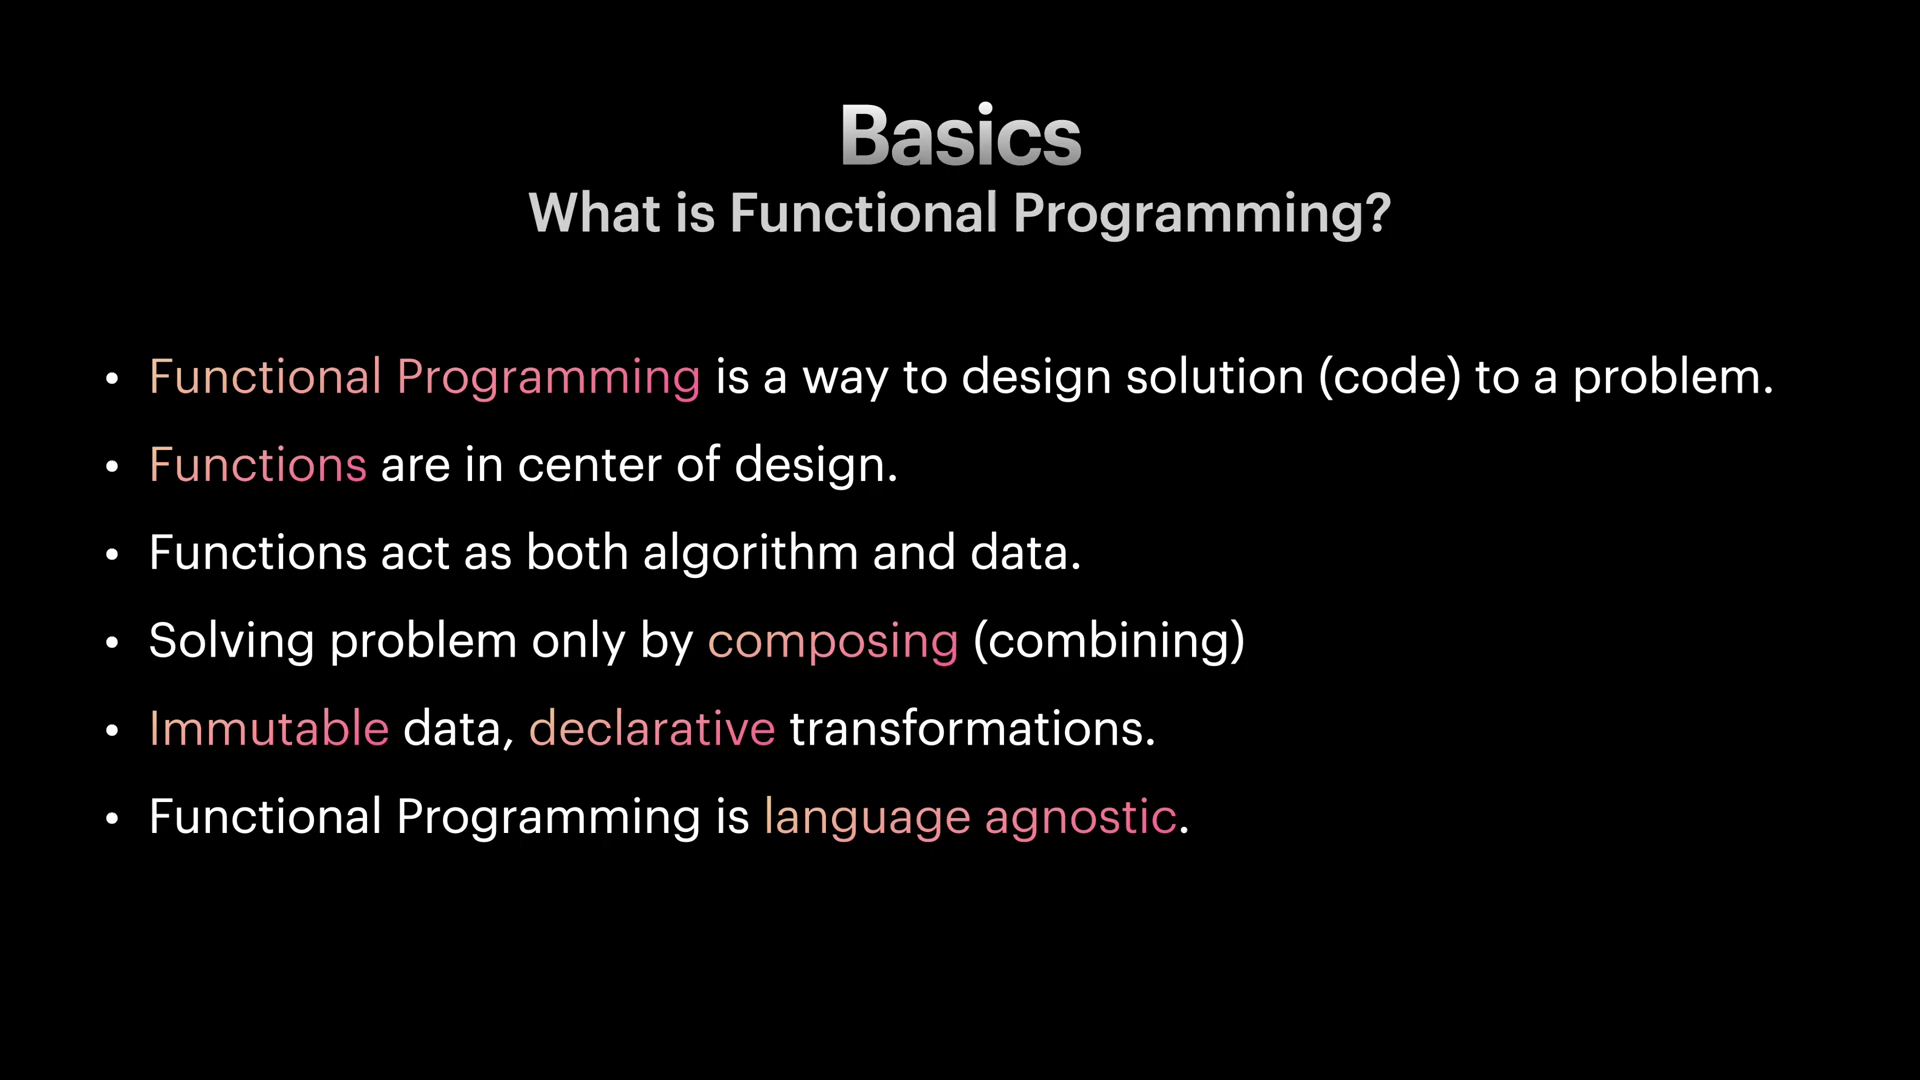 Basics
What is Functional Programming?
• Functional Programming is a way to design solution (code) to a problem.
• Functions are in center of design.
• Functions act as both algorithm and data.
• Solving problem only by composing (combining)
• Immutable data, declarative transformations.
• Functional Programming is language agnostic.